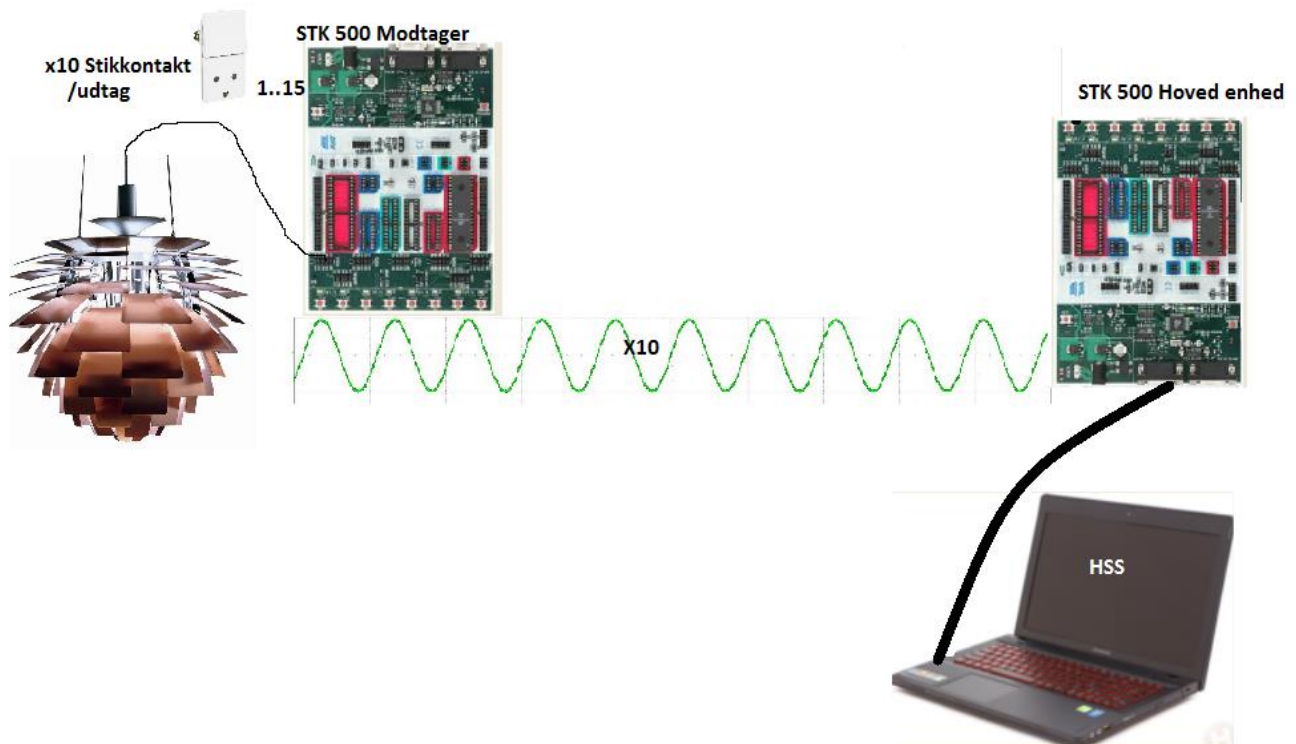 STK 500 Modtager
x10 Stikkontakt
/udtag
1..15
STK 500 Hoved enhed
X10
HSS